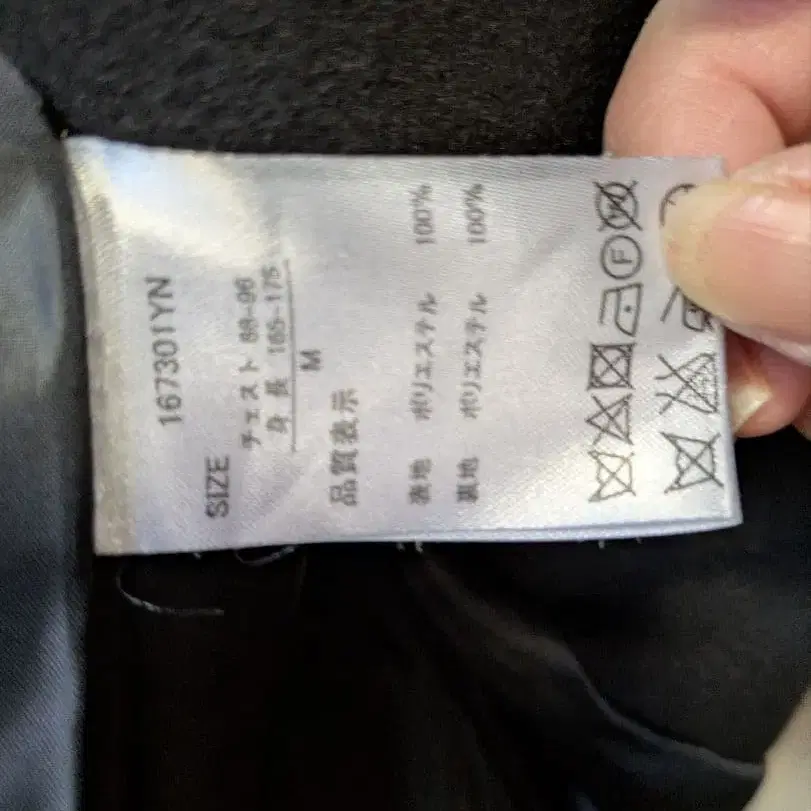 167301YN
SIZE
チェスト 88-96
身長 165-175
M
品質表示
表地 ポリエステル 100%
裏地 ポリエステル 100%
F